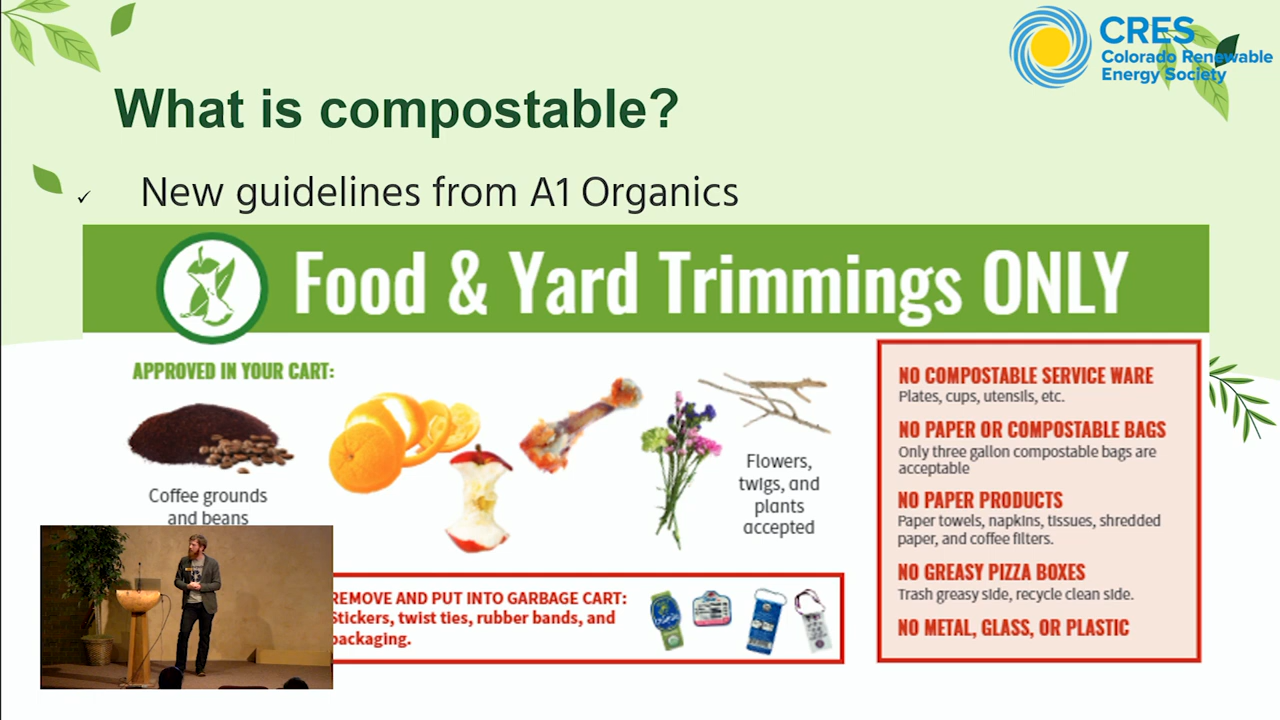 CRES
Colorado Renewable
Energy Society
What is compostable?
✓ New guidelines from A1 Organics
Food & Yard Trimmings ONLY
APPROVED IN YOUR CART:
Coffee grounds
and beans
Flowers,
twigs, and
plants
accepted
REMOVE AND PUT INTO GARBAGE CART:
Stickers, twist ties, rubber bands, and
packaging.
NO COMPOSTABLE SERVICE WARE
Plates, cups, utensils, etc.
NO PAPER OR COMPOSTABLE BAGS
Only three gallon compostable bags are
acceptable
NO PAPER PRODUCTS
Paper towels, napkins, tissues, shredded
paper, and coffee filters.
NO GREASY PIZZA BOXES
Trash greasy side, recycle clean side.
NO METAL, GLASS, OR PLASTIC